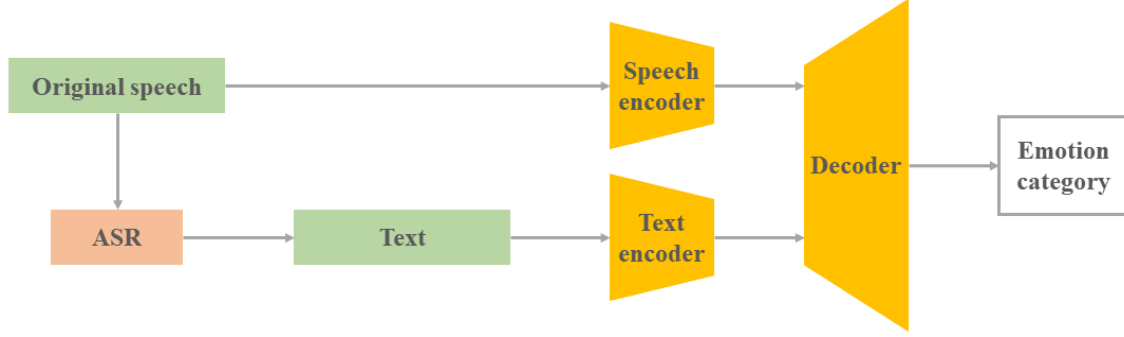 Original speech
Speech
encoder
Decoder
Emotion
category
ASR
Text
Text
encoder